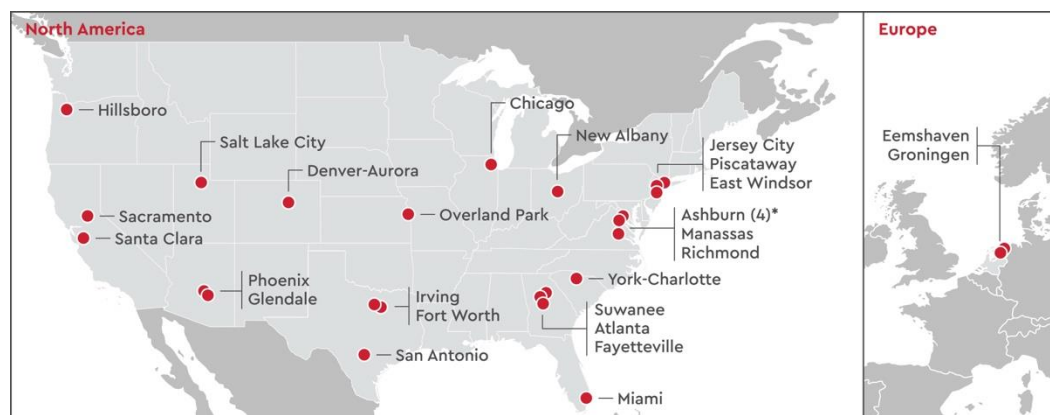 North America
Europe
Hillsboro
Salt Lake City
Denver-Aurora
Chicago
New Albany
Jersey City
Piscataway
East Windsor
Sacramento
Santa Clara
Overland Park
Ashburn (4)*
Manassas
Richmond
Phoenix
Glendale
Irving
Fort Worth
York-Charlotte
Suwanee
Atlanta
Fayetteville
San Antonio
Miami
Eemshaven
Groningen